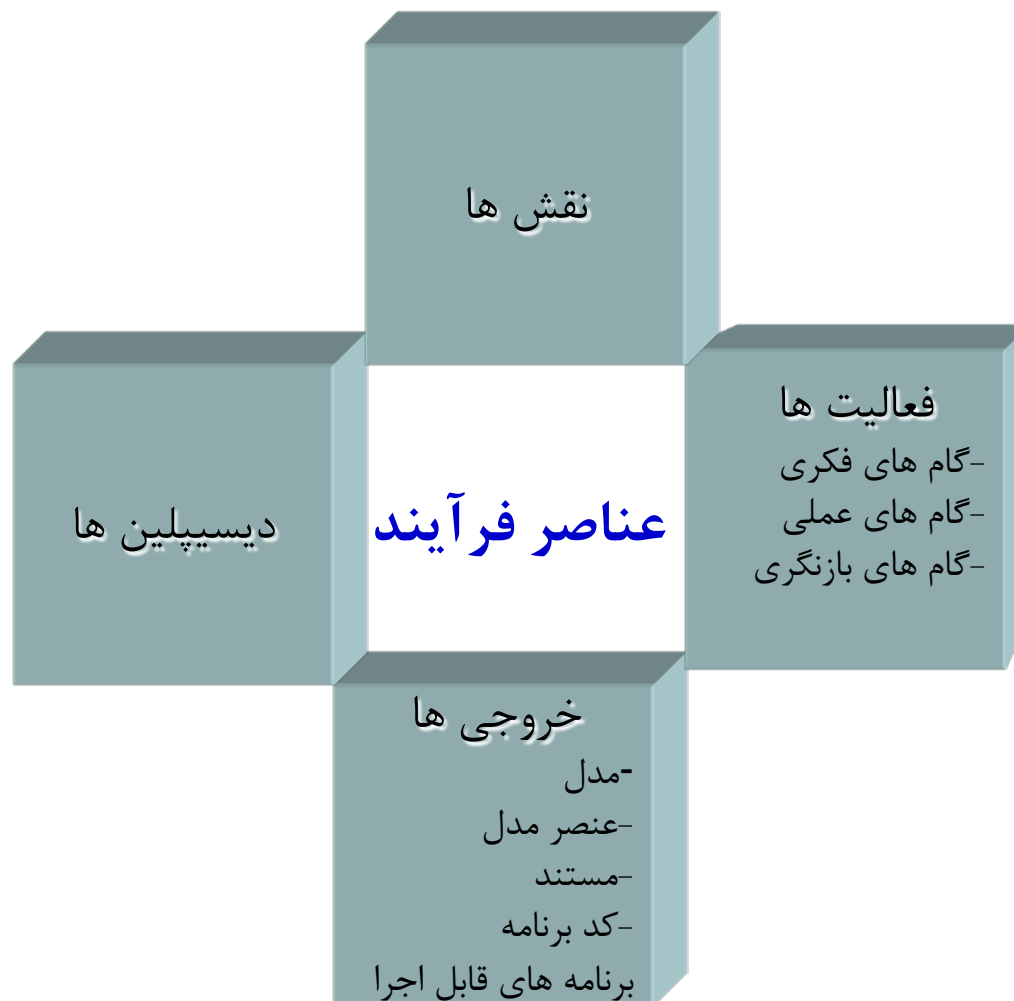 نقش ها
فعالیت ها
-گام های فکری
-گام های عملی
-گام های بازنگری
عناصر فرآیند
دیسیپلین ها
خروجی ها
-مدل
-عنصر مدل
-مستند
-کد برنامه
برنامه های قابل اجرا